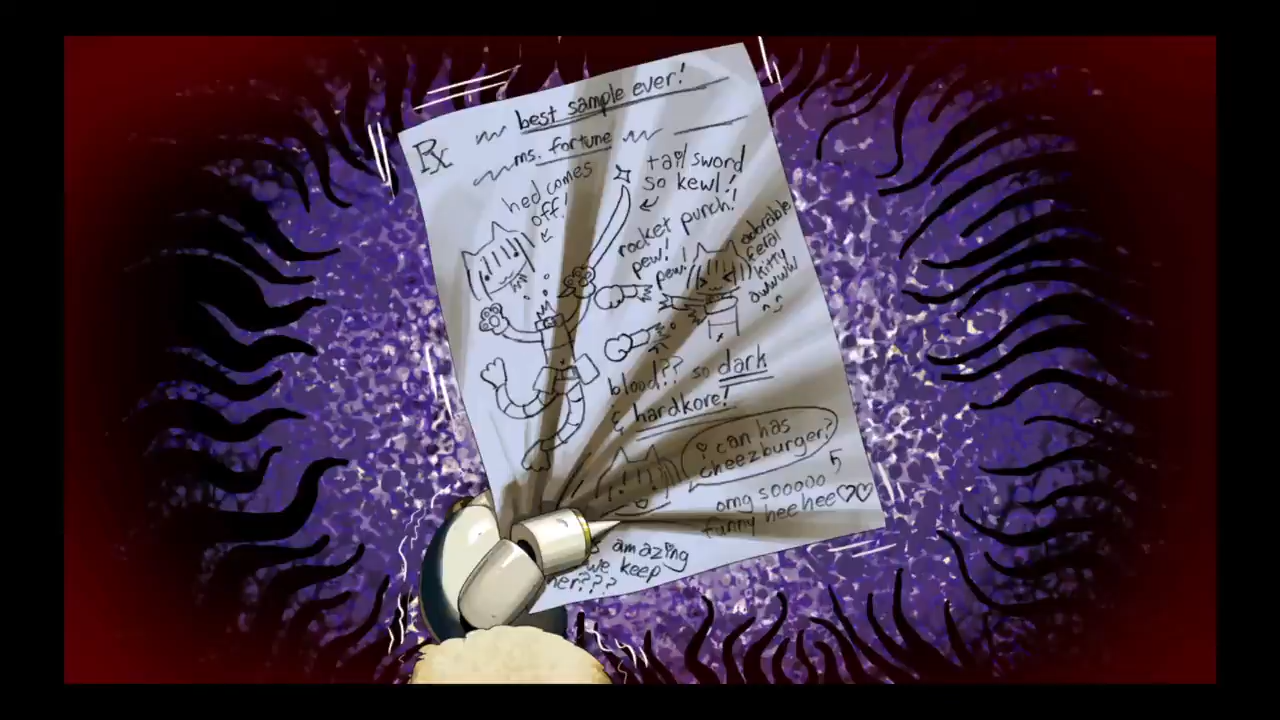 Rx
best sample ever!
ms. fortune
hed comes
off!
tail sword
so kewl!
rocket punch!
pew!
pew!
adorable
feral
kitty
awwww
blood?? so dark
& hardkore!
i can has
cheezburger?
omg sooooo
funny heehee♡♡
amazing
we keep
her???